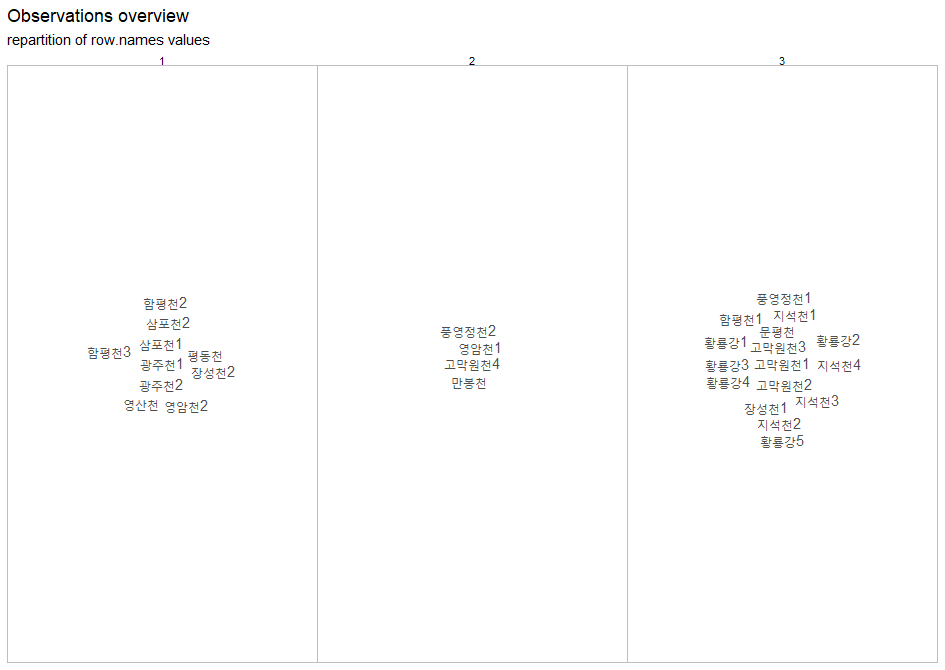 Observations overview
repartition of row.names values
1
2
3
함평천2
삼포천2
삼포천1
함평천3
평동천
광주천1
장성천2
광주천2
영산천
영암천2
풍영정천2
영암천1
고막원천4
만봉천
풍영정천1
지석천1
함평천1
문평천
황룡강2
황룡강1
고막원천3
황룡강3
고막원천1
지석천4
황룡강4
고막원천2
지석천3
장성천1
지석천2
황룡강5